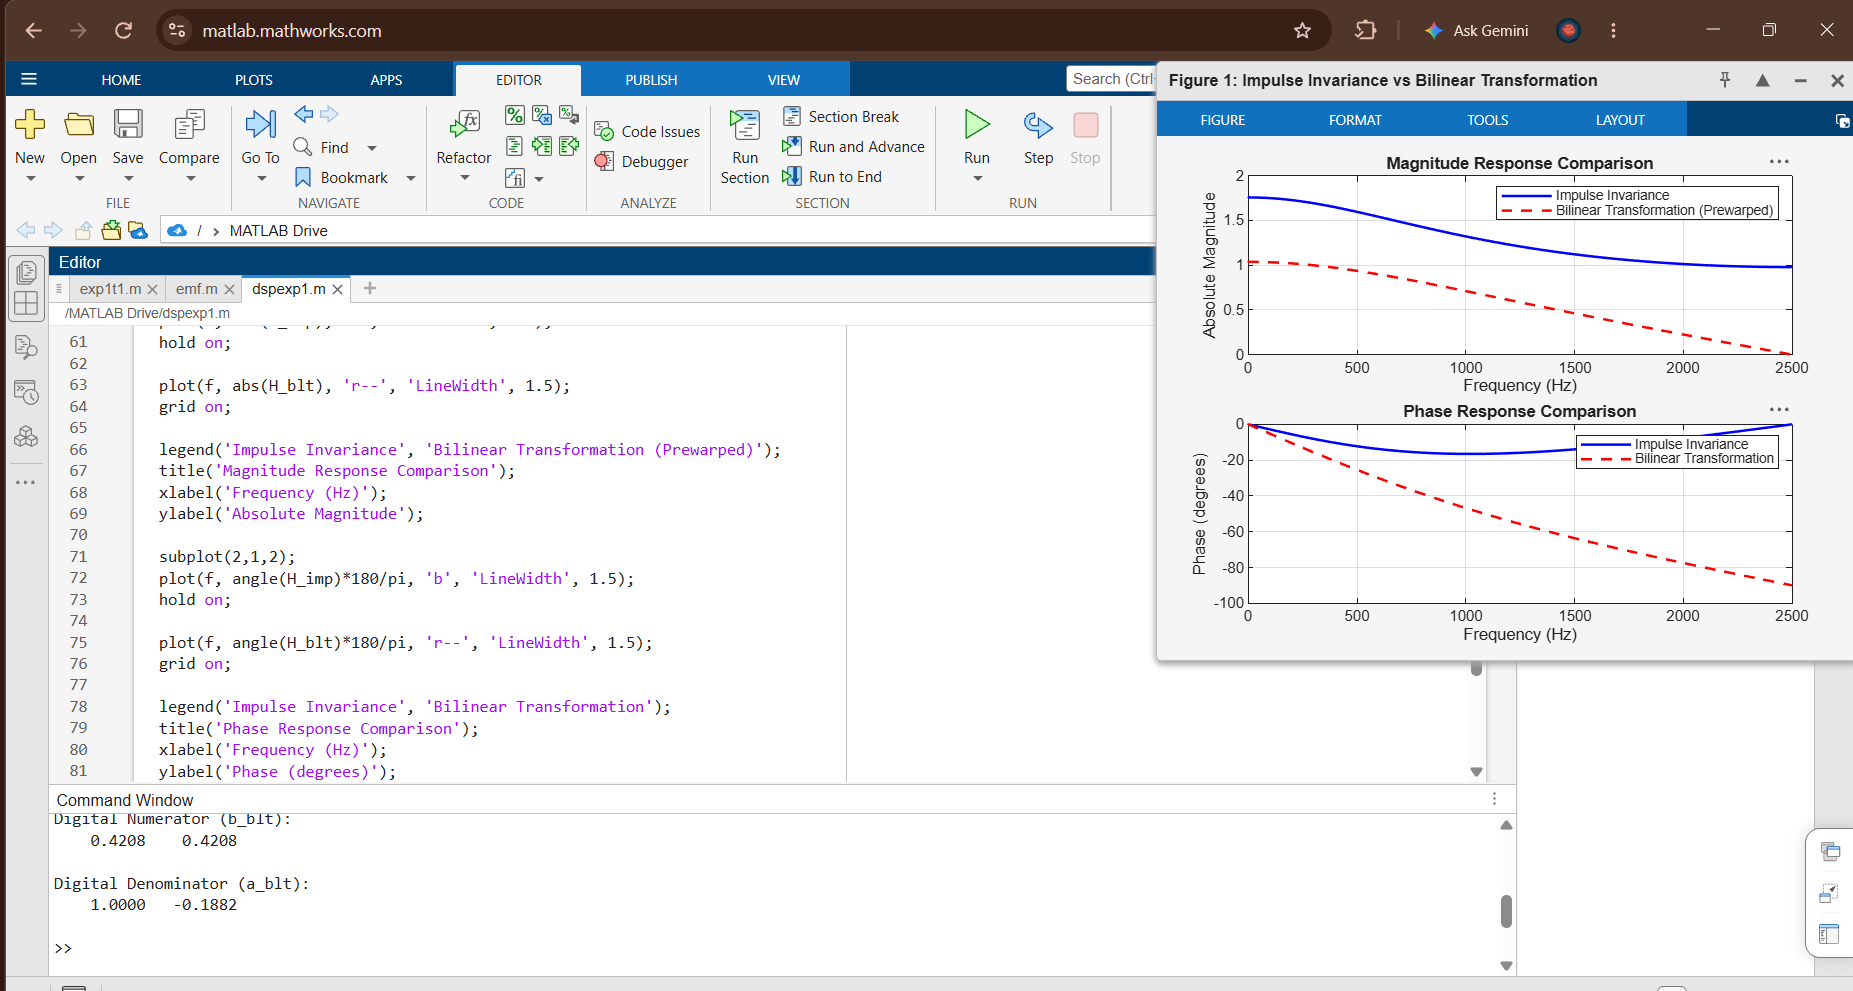 matlab.mathworks.com
Ask Gemini
HOME PLOTS APPS EDITOR PUBLISH VIEW
Search (Ctrl
New Open Save Compare
FILE
Go To
Find
Bookmark
NAVIGATE
Refactor
CODE
Code Issues
Debugger
ANALYZE
Run Section
Section Break
Run and Advance
Run to End
SECTION
Run Step Stop
RUN
/ > MATLAB Drive
Editor
exp1t1.m emf.m dspexp1.m
/MATLAB Drive/dspexp1.m
61 hold on;
62
63 plot(f, abs(H_blt), 'r--', 'LineWidth', 1.5);
64 grid on;
65
66 legend('Impulse Invariance', 'Bilinear Transformation (Prewarped)');
67 title('Magnitude Response Comparison');
68 xlabel('Frequency (Hz)');
69 ylabel('Absolute Magnitude');
70
71 subplot(2,1,2);
72 plot(f, angle(H_imp)*180/pi, 'b', 'LineWidth', 1.5);
73 hold on;
74
75 plot(f, angle(H_blt)*180/pi, 'r--', 'LineWidth', 1.5);
76 grid on;
77
78 legend('Impulse Invariance', 'Bilinear Transformation');
79 title('Phase Response Comparison');
80 xlabel('Frequency (Hz)');
81 ylabel('Phase (degrees)');
Command Window
Digital Numerator (b_blt):
0.4208 0.4208
Digital Denominator (a_blt):
1.0000 -0.1882
>>
Figure 1: Impulse Invariance vs Bilinear Transformation
FIGURE FORMAT TOOLS LAYOUT
Magnitude Response Comparison
Absolute Magnitude
2
1.5
1
0.5
0
Impulse Invariance
Bilinear Transformation (Prewarped)
0 500 1000 1500 2000 2500
Frequency (Hz)
Phase Response Comparison
Phase (degrees)
0
-20
-40
-60
-80
-100
Impulse Invariance
Bilinear Transformation
0 500 1000 1500 2000 2500
Frequency (Hz)